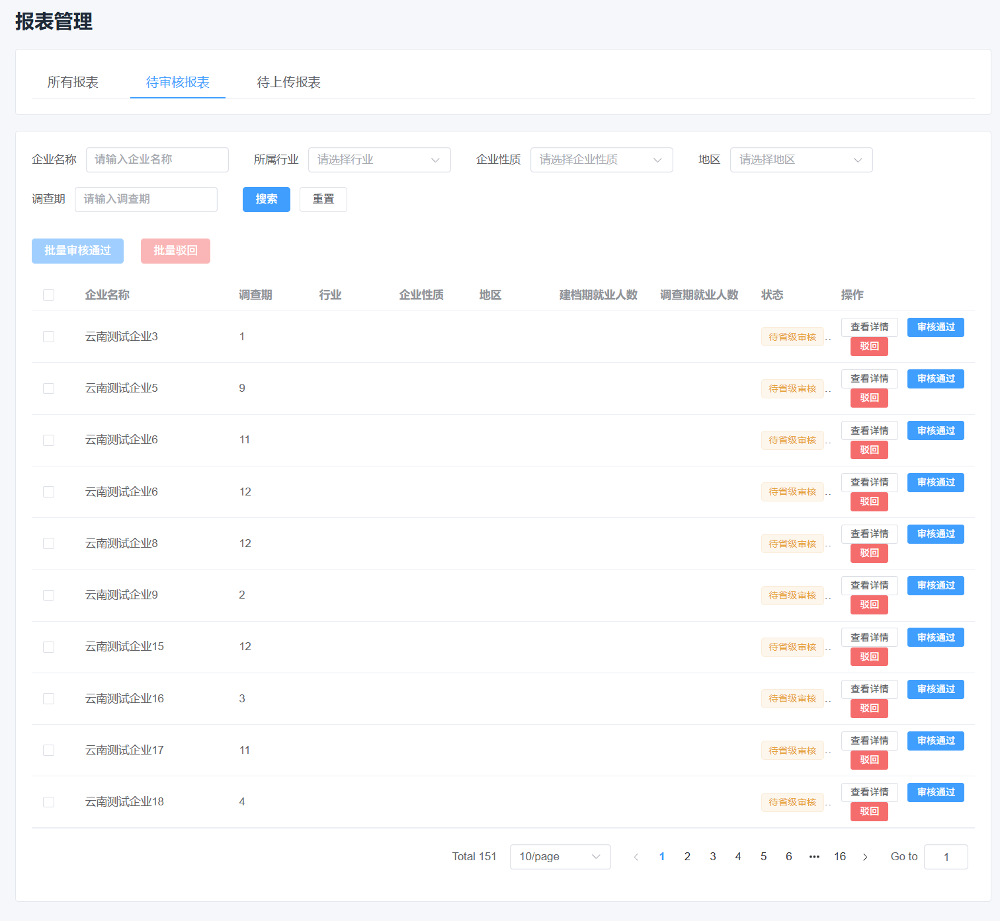 报表管理
所有报表 待审核报表 待上传报表
企业名称 请输入企业名称 所属行业 请选择行业 企业性质 请选择企业性质 地区 请选择地区
调查期 请输入调查期 搜索 重置
批量审核通过 批量驳回
企业名称 调查期 行业 企业性质 地区 建档期就业人数 调查期就业人数 状态 操作
云南测试企业3 1 待省级审核 .. 查看详情 审核通过
驳回
云南测试企业5 9 待省级审核 .. 查看详情 审核通过
驳回
云南测试企业6 11 待省级审核 .. 查看详情 审核通过
驳回
云南测试企业6 12 待省级审核 .. 查看详情 审核通过
驳回
云南测试企业8 12 待省级审核 .. 查看详情 审核通过
驳回
云南测试企业9 2 待省级审核 .. 查看详情 审核通过
驳回
云南测试企业15 12 待省级审核 .. 查看详情 审核通过
驳回
云南测试企业16 3 待省级审核 .. 查看详情 审核通过
驳回
云南测试企业17 11 待省级审核 .. 查看详情 审核通过
驳回
云南测试企业18 4 待省级审核 .. 查看详情 审核通过
驳回
Total 151 10/page 1 2 3 4 5 6 ••• 16 Go to 1